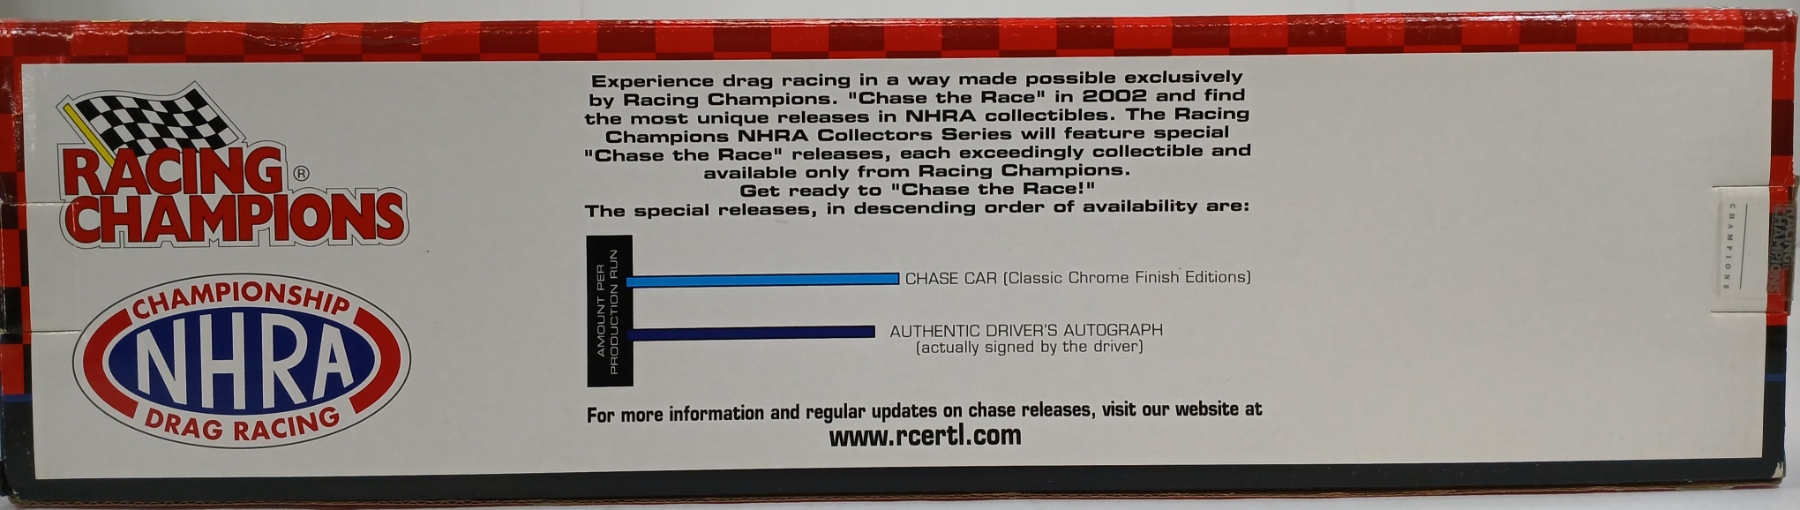 RACING
CHAMPIONS®
CHAMPIONSHIP
NHRA
DRAG RACING
Experience drag racing in a way made possible exclusively
by Racing Champions. "Chase the Race" in 2002 and find
the most unique releases in NHRA collectibles. The Racing
Champions NHRA Collectors Series will feature special
"Chase the Race" releases, each exceedingly collectible and
available only from Racing Champions.
Get ready to "Chase the Race!"
The special releases, in descending order of availability are:
AMOUNT PER
PRODUCTION RUN
CHASE CAR (Classic Chrome Finish Editions)
AUTHENTIC DRIVER'S AUTOGRAPH
(actually signed by the driver)
For more information and regular updates on chase releases, visit our website at
www.rcertl.com
CHAMPIONS
RACING
CHAMPIONS